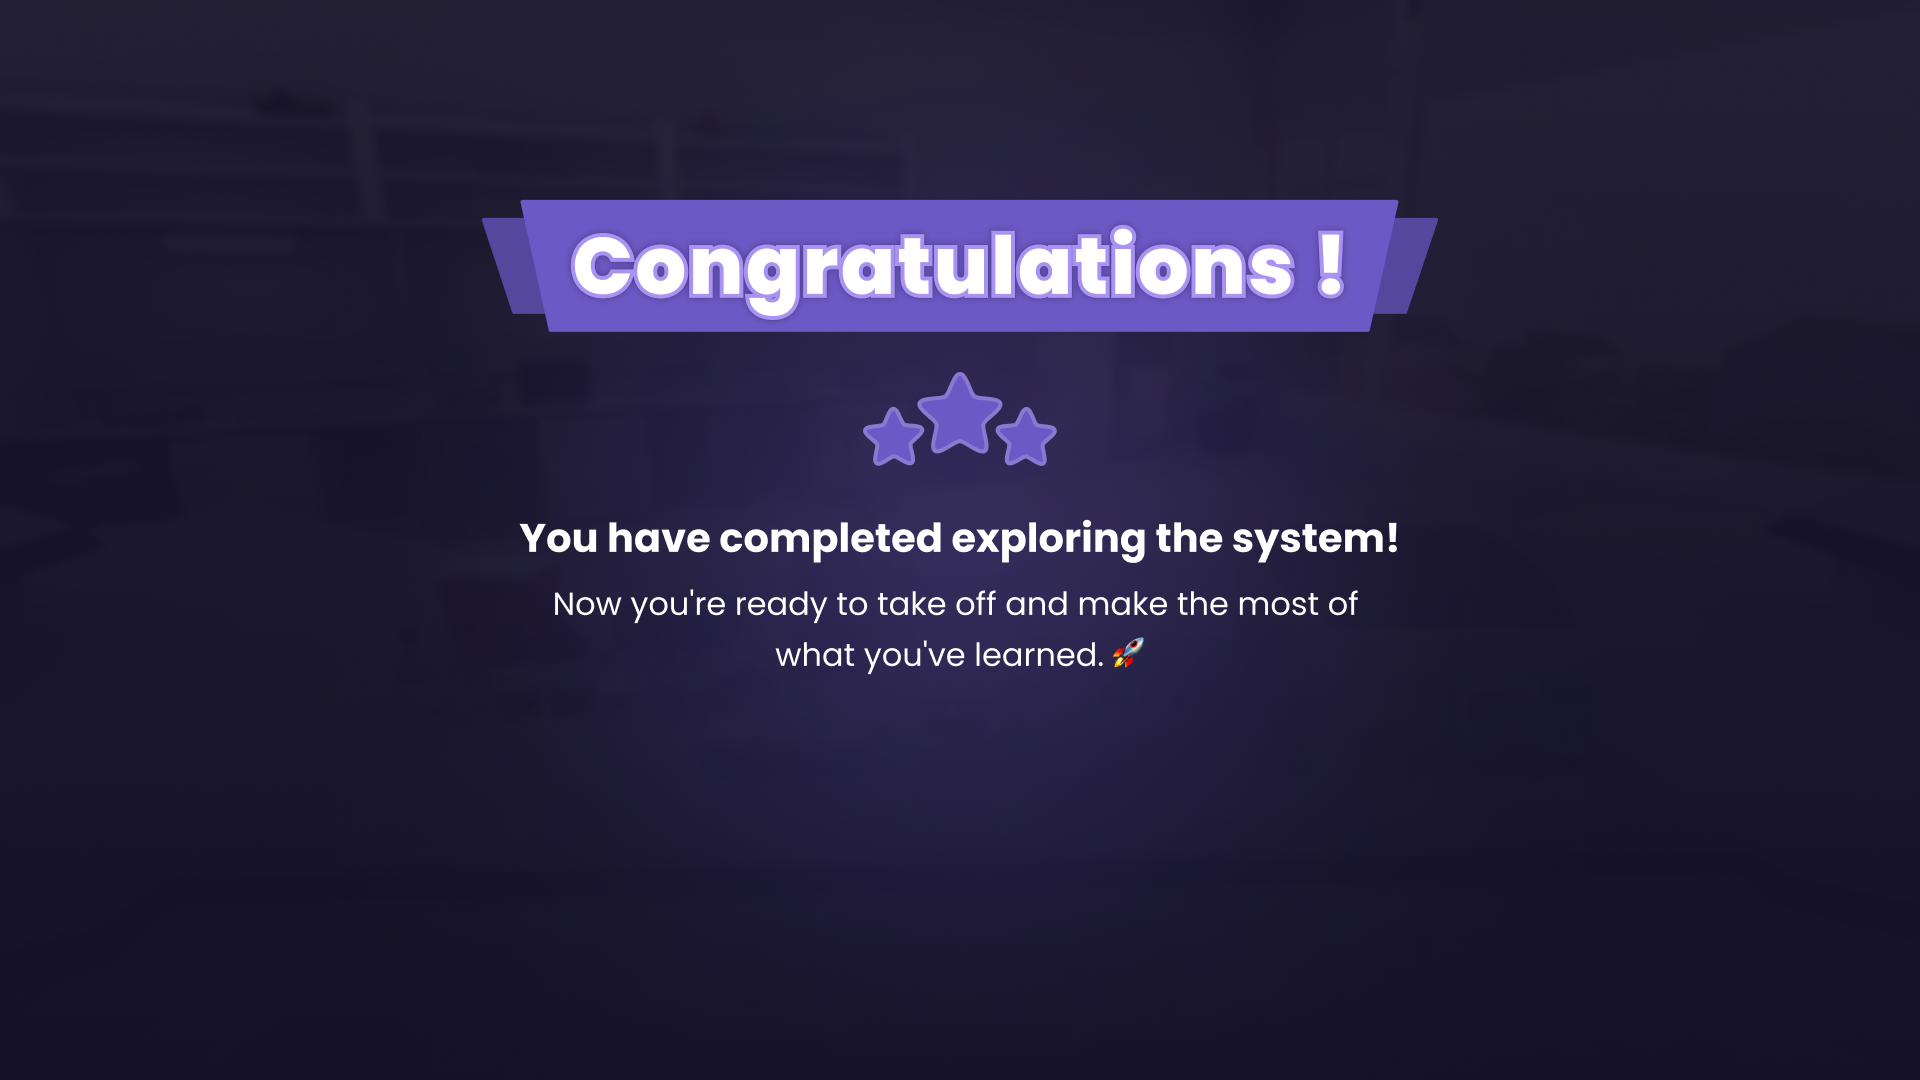 Congratulations !
You have completed exploring the system!
Now you're ready to take off and make the most of
what you've learned. 🚀